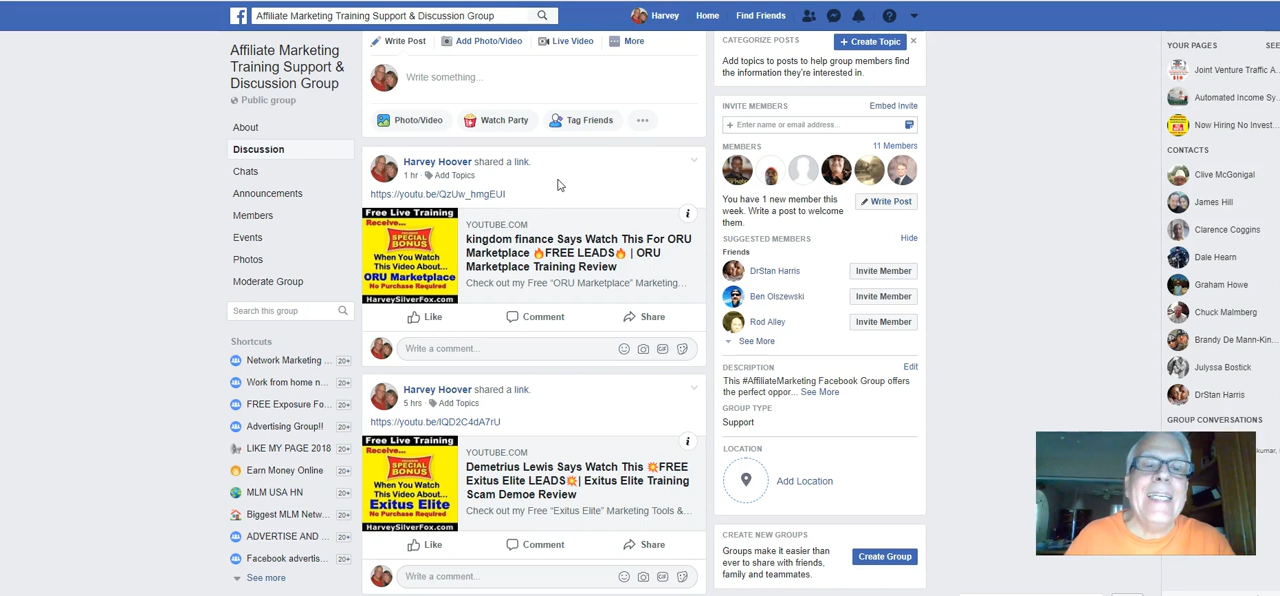 Affiliate Marketing Training Support & Discussion Group
Harvey
Home
Find Friends
Affiliate Marketing
Training Support &
Discussion Group
Public group
About
Discussion
Chats
Announcements
Members
Events
Photos
Moderate Group
Search this group
Shortcuts
Network Marketing ... 20+
Work from home n... 20+
FREE Exposure Fo... 20+
Advertising Group!! 20+
LIKE MY PAGE 2018 20+
Earn Money Online 20+
MLM USA HN 20+
Biggest MLM Netw... 20+
ADVERTISE AND ... 20+
Facebook advertis... 20+
See more
Write Post
Add Photo/Video
Live Video
More
Write something...
Photo/Video
Watch Party
Tag Friends
Harvey Hoover shared a link.
1 hr · Add Topics
https://youtu.be/QzUw_hmgEUI
Free Live Training
Receive...
SPECIAL
BONUS
When You Watch
This Video About...
ORU Marketplace
No Purchase Required
HarveySilverFox.com
YOUTUBE.COM
kingdom finance Says Watch This For ORU
Marketplace 🔥FREE LEADS🔥 | ORU
Marketplace Training Review
Check out my Free "ORU Marketplace" Marketing...
Like
Comment
Share
Write a comment...
Harvey Hoover shared a link.
5 hrs · Add Topics
https://youtu.be/lQD2C4dA7rU
Free Live Training
Receive...
SPECIAL
BONUS
When You Watch
This Video About...
Exitus Elite
No Purchase Required
HarveySilverFox.com
YOUTUBE.COM
Demetrius Lewis Says Watch This 💥FREE
Exitus Elite LEADS💥| Exitus Elite Training
Scam Demoe Review
Check out my Free "Exitus Elite" Marketing Tools &...
Like
Comment
Share
Write a comment...
CATEGORIZE POSTS
+ Create Topic
Add topics to posts to help group members find
the information they're interested in.
INVITE MEMBERS
Embed Invite
+ Enter name or email address...
MEMBERS
11 Members
You have 1 new member this
week. Write a post to welcome
them.
Write Post
SUGGESTED MEMBERS
Hide
Friends
DrStan Harris
Invite Member
Ben Olszewski
Invite Member
Rod Alley
Invite Member
See More
DESCRIPTION
Edit
This #AffiliateMarketing Facebook Group offers
the perfect oppor... See More
GROUP TYPE
Support
LOCATION
Add Location
CREATE NEW GROUPS
Groups make it easier than
ever to share with friends,
family and teammates.
Create Group
YOUR PAGES
SEE
Joint Venture Traffic A...
Automated Income Sy...
Now Hiring No Invest...
CONTACTS
Clive McGonigal
James Hill
Clarence Coggins
Dale Hearn
Graham Howe
Chuck Malmberg
Brandy De Mann-Kin...
Julyssa Bostick
DrStan Harris
GROUP CONVERSATIONS